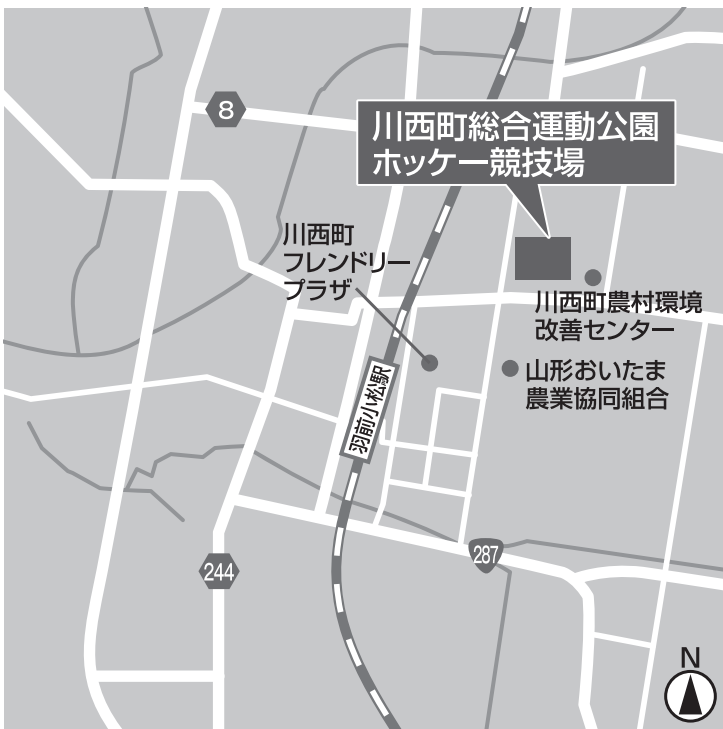 8
川西町総合運動公園
ホッケー競技場
川西町
フレンドリー
プラザ
川西町農村環境
改善センター
山形おいたま
農業協同組合
羽前小松駅
287
244
N